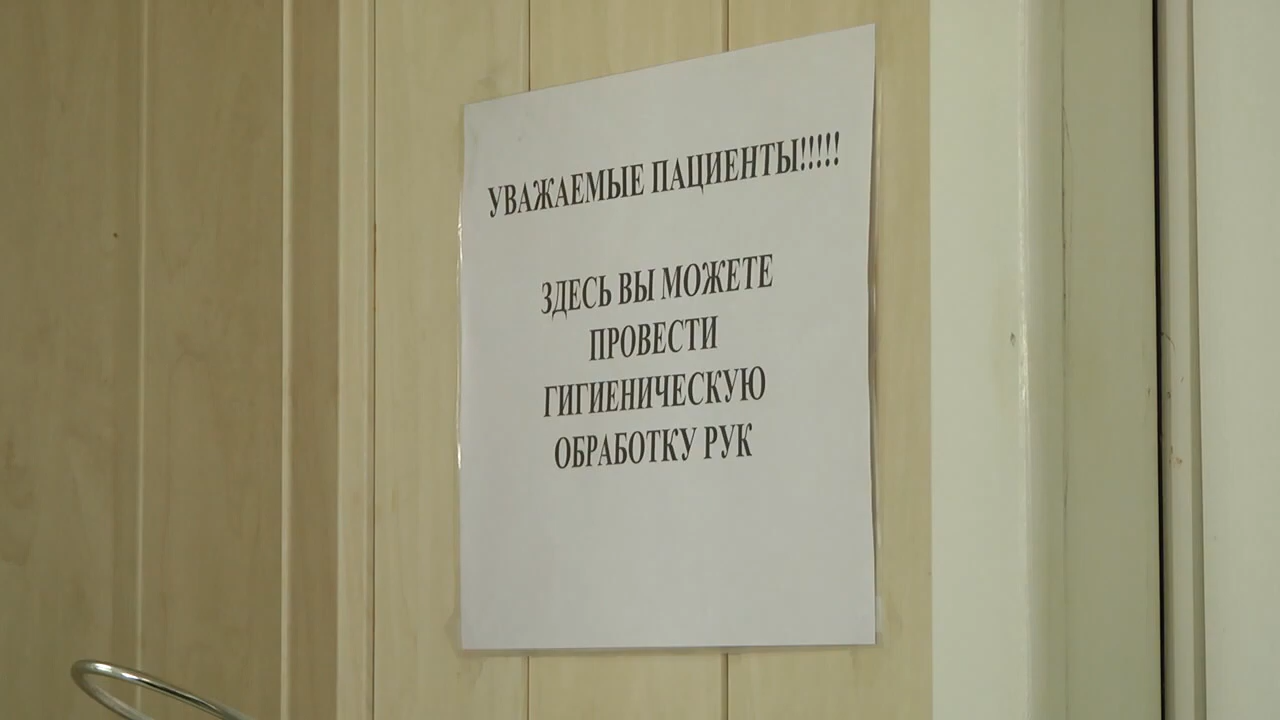 УВАЖАЕМЫЕ ПАЦИЕНТЫ!!!!!
ЗДЕСЬ ВЫ МОЖЕТЕ
ПРОВЕСТИ
ГИГИЕНИЧЕСКУЮ
ОБРАБОТКУ РУК